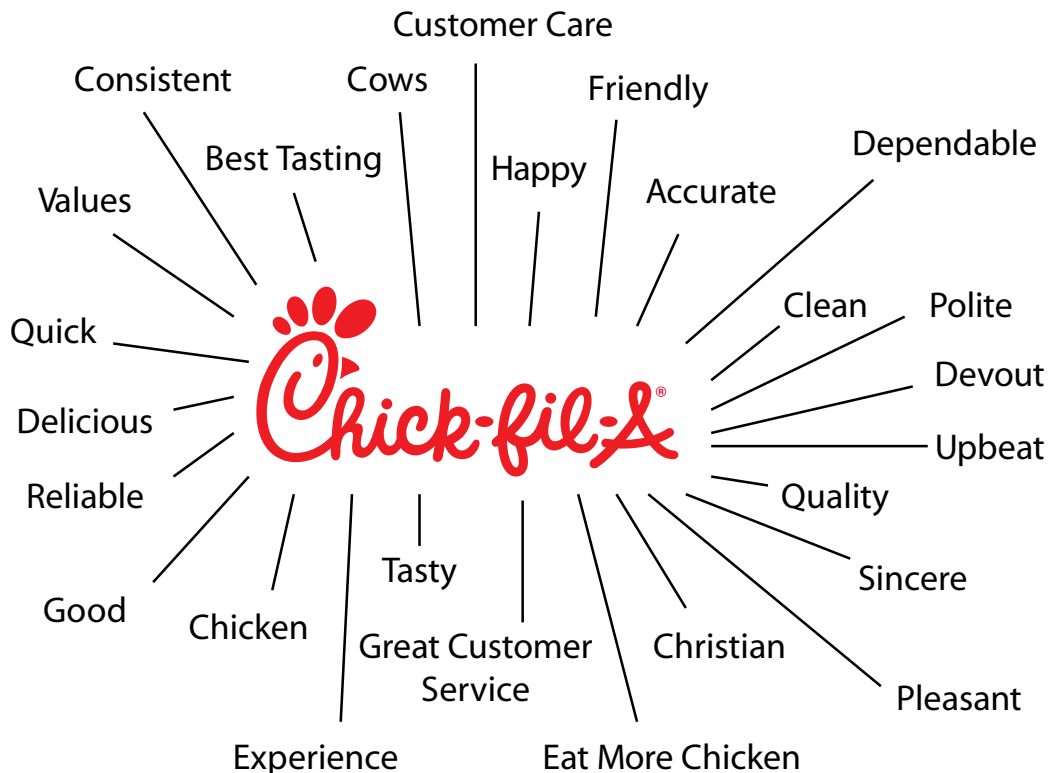 Customer Care
Consistent
Cows
Friendly
Dependable
Best Tasting
Happy
Accurate
Values
Clean
Polite
Quick
Devout
Chick-fil-A®
Delicious
Upbeat
Reliable
Quality
Tasty
Sincere
Good
Chicken
Great Customer
Service
Christian
Pleasant
Experience
Eat More Chicken